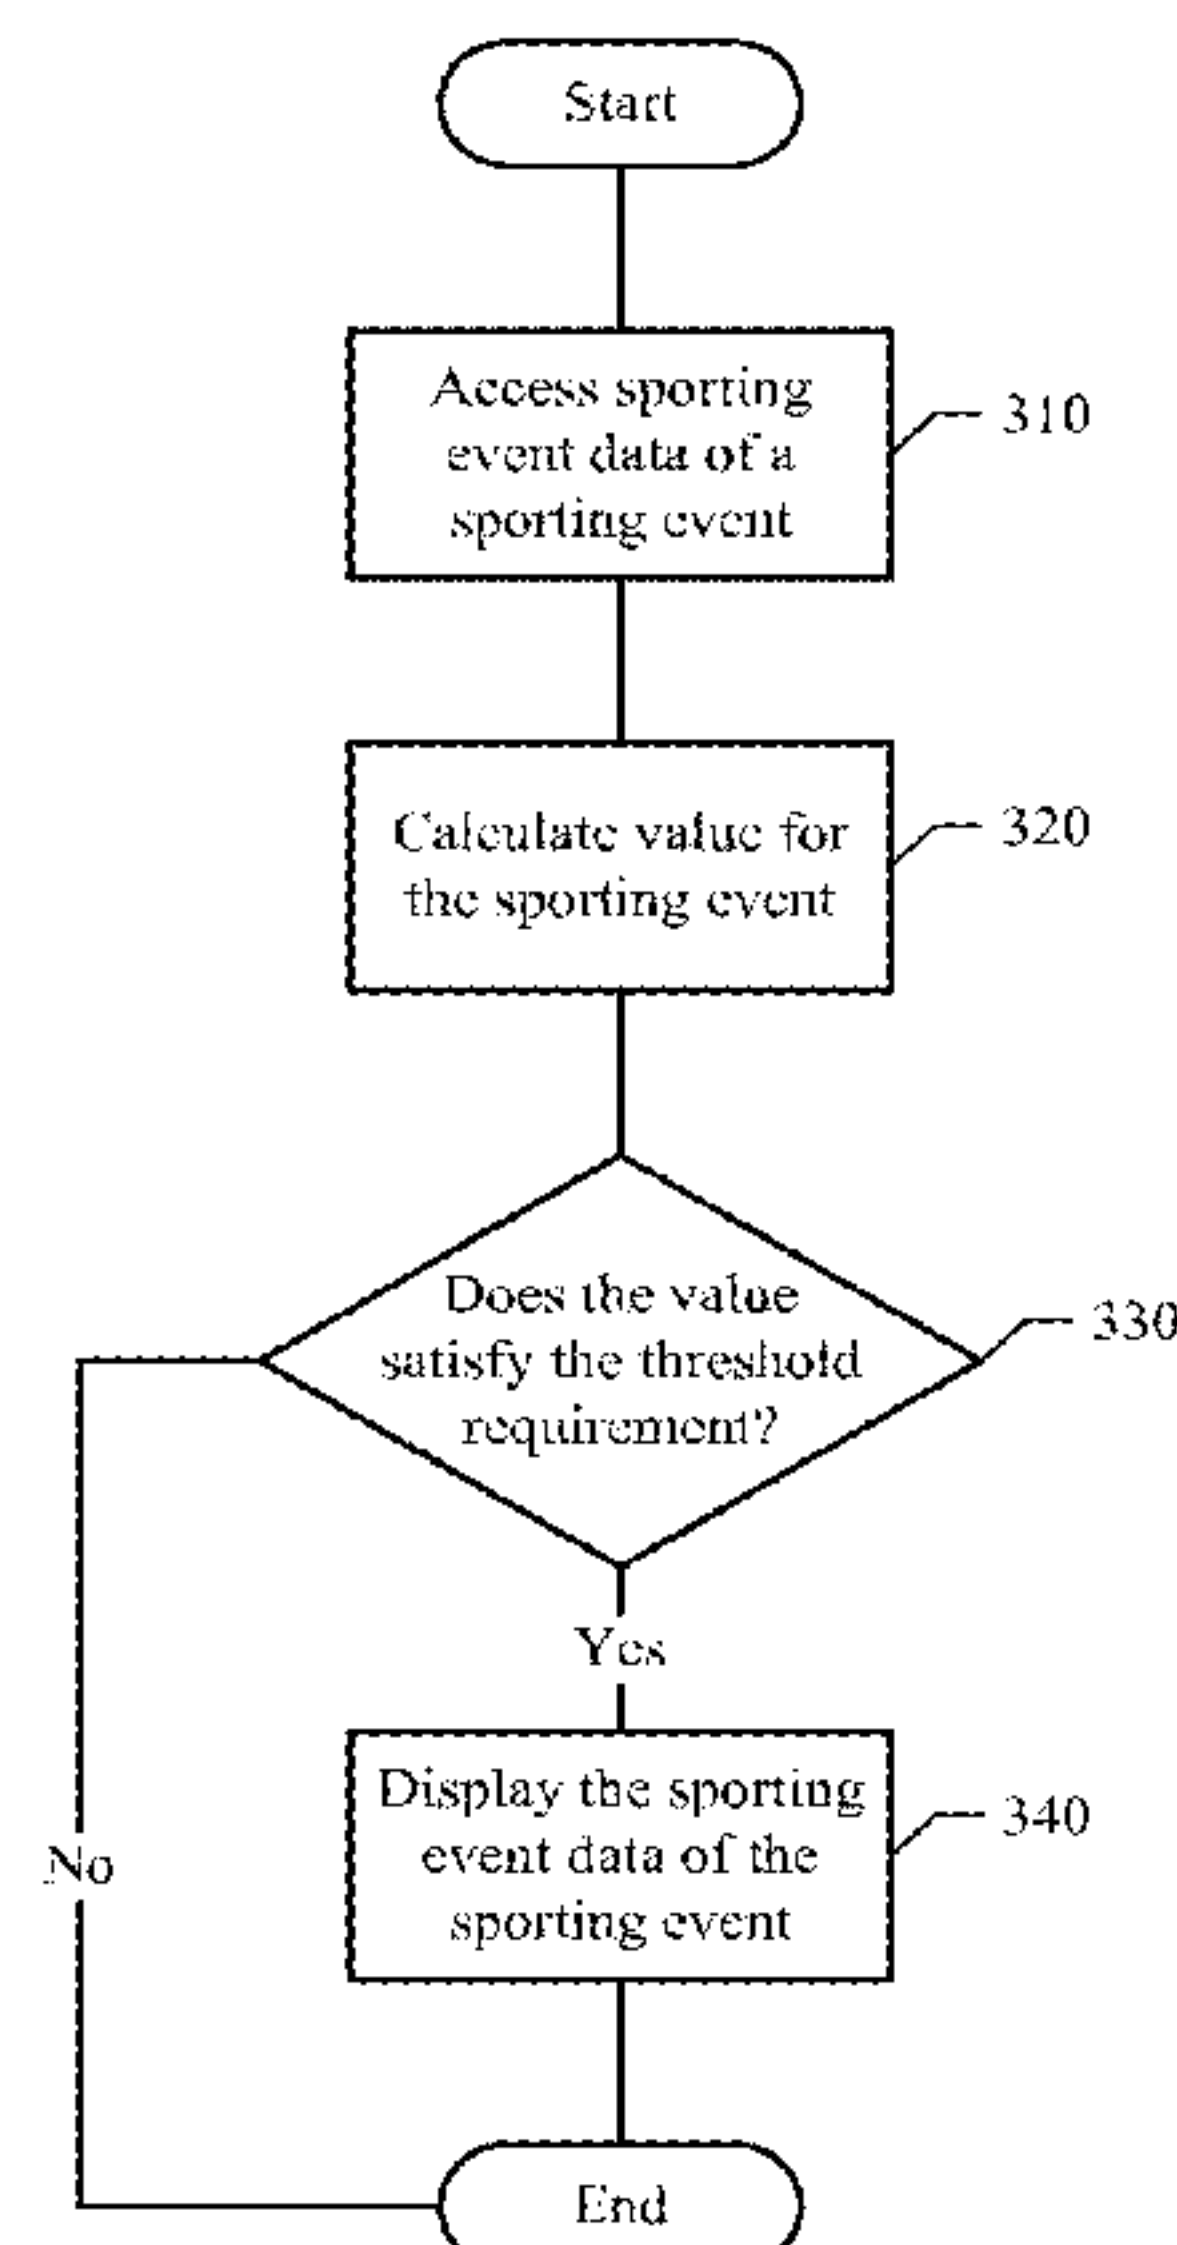 Start
Access sporting
event data of a
sporting event
310
Calculate value for
the sporting event
320
Does the value
satisfy the threshold
requirement?
330
Yes
Display the sporting
event data of the
sporting event
340
No
End